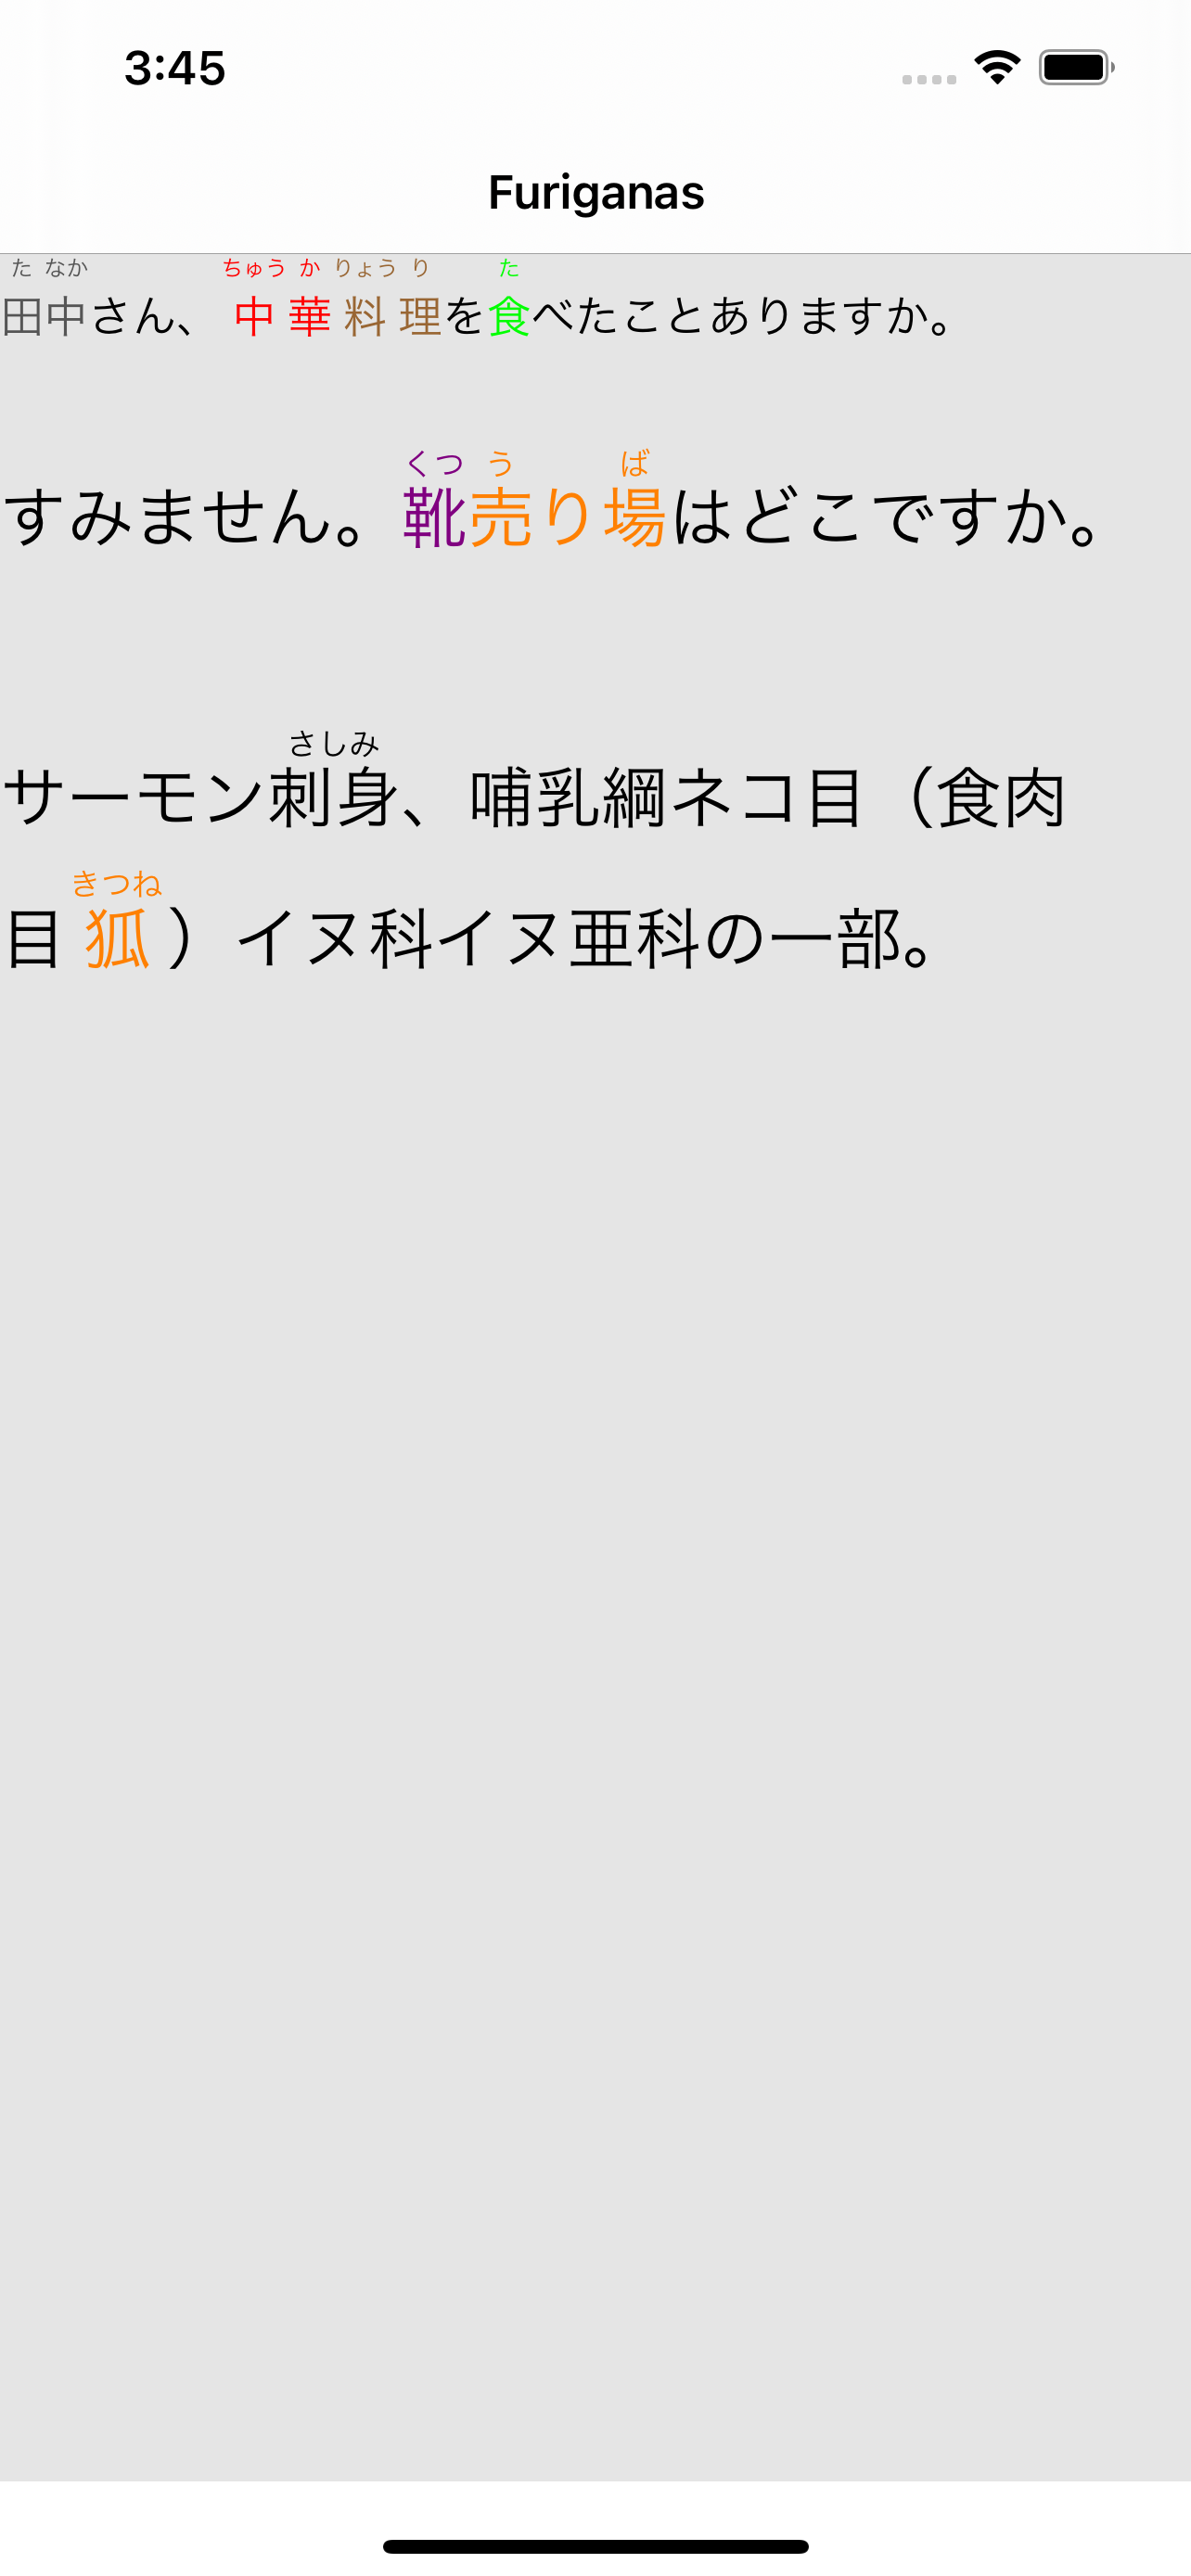 3:45
Furiganas
た なか ちゅう か りょう り た
田中さん、中華料理を食べたことありますか。
くつ う ば
すみません。靴売り場はどこですか。
さしみ
サーモン刺身、哺乳綱ネコ目（食肉
きつね
目狐）イヌ科イヌ亜科の一部。